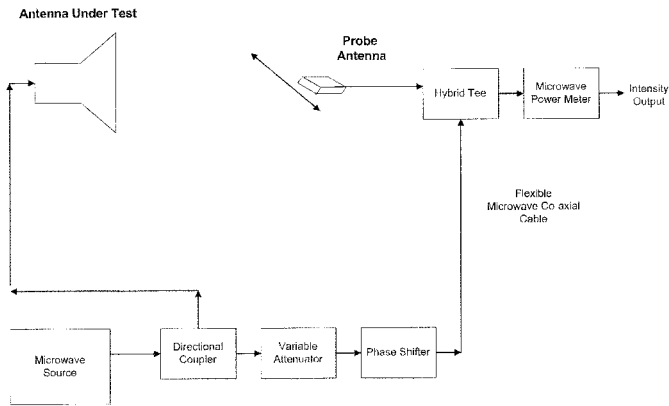 Antenna Under Test
Probe
Antenna
Hybrid Tee
Microwave
Power Meter
Intensity
Output
Flexible
Microwave Co-axial
Cable
Microwave
Source
Directional
Coupler
Variable
Attenuator
Phase Shifter